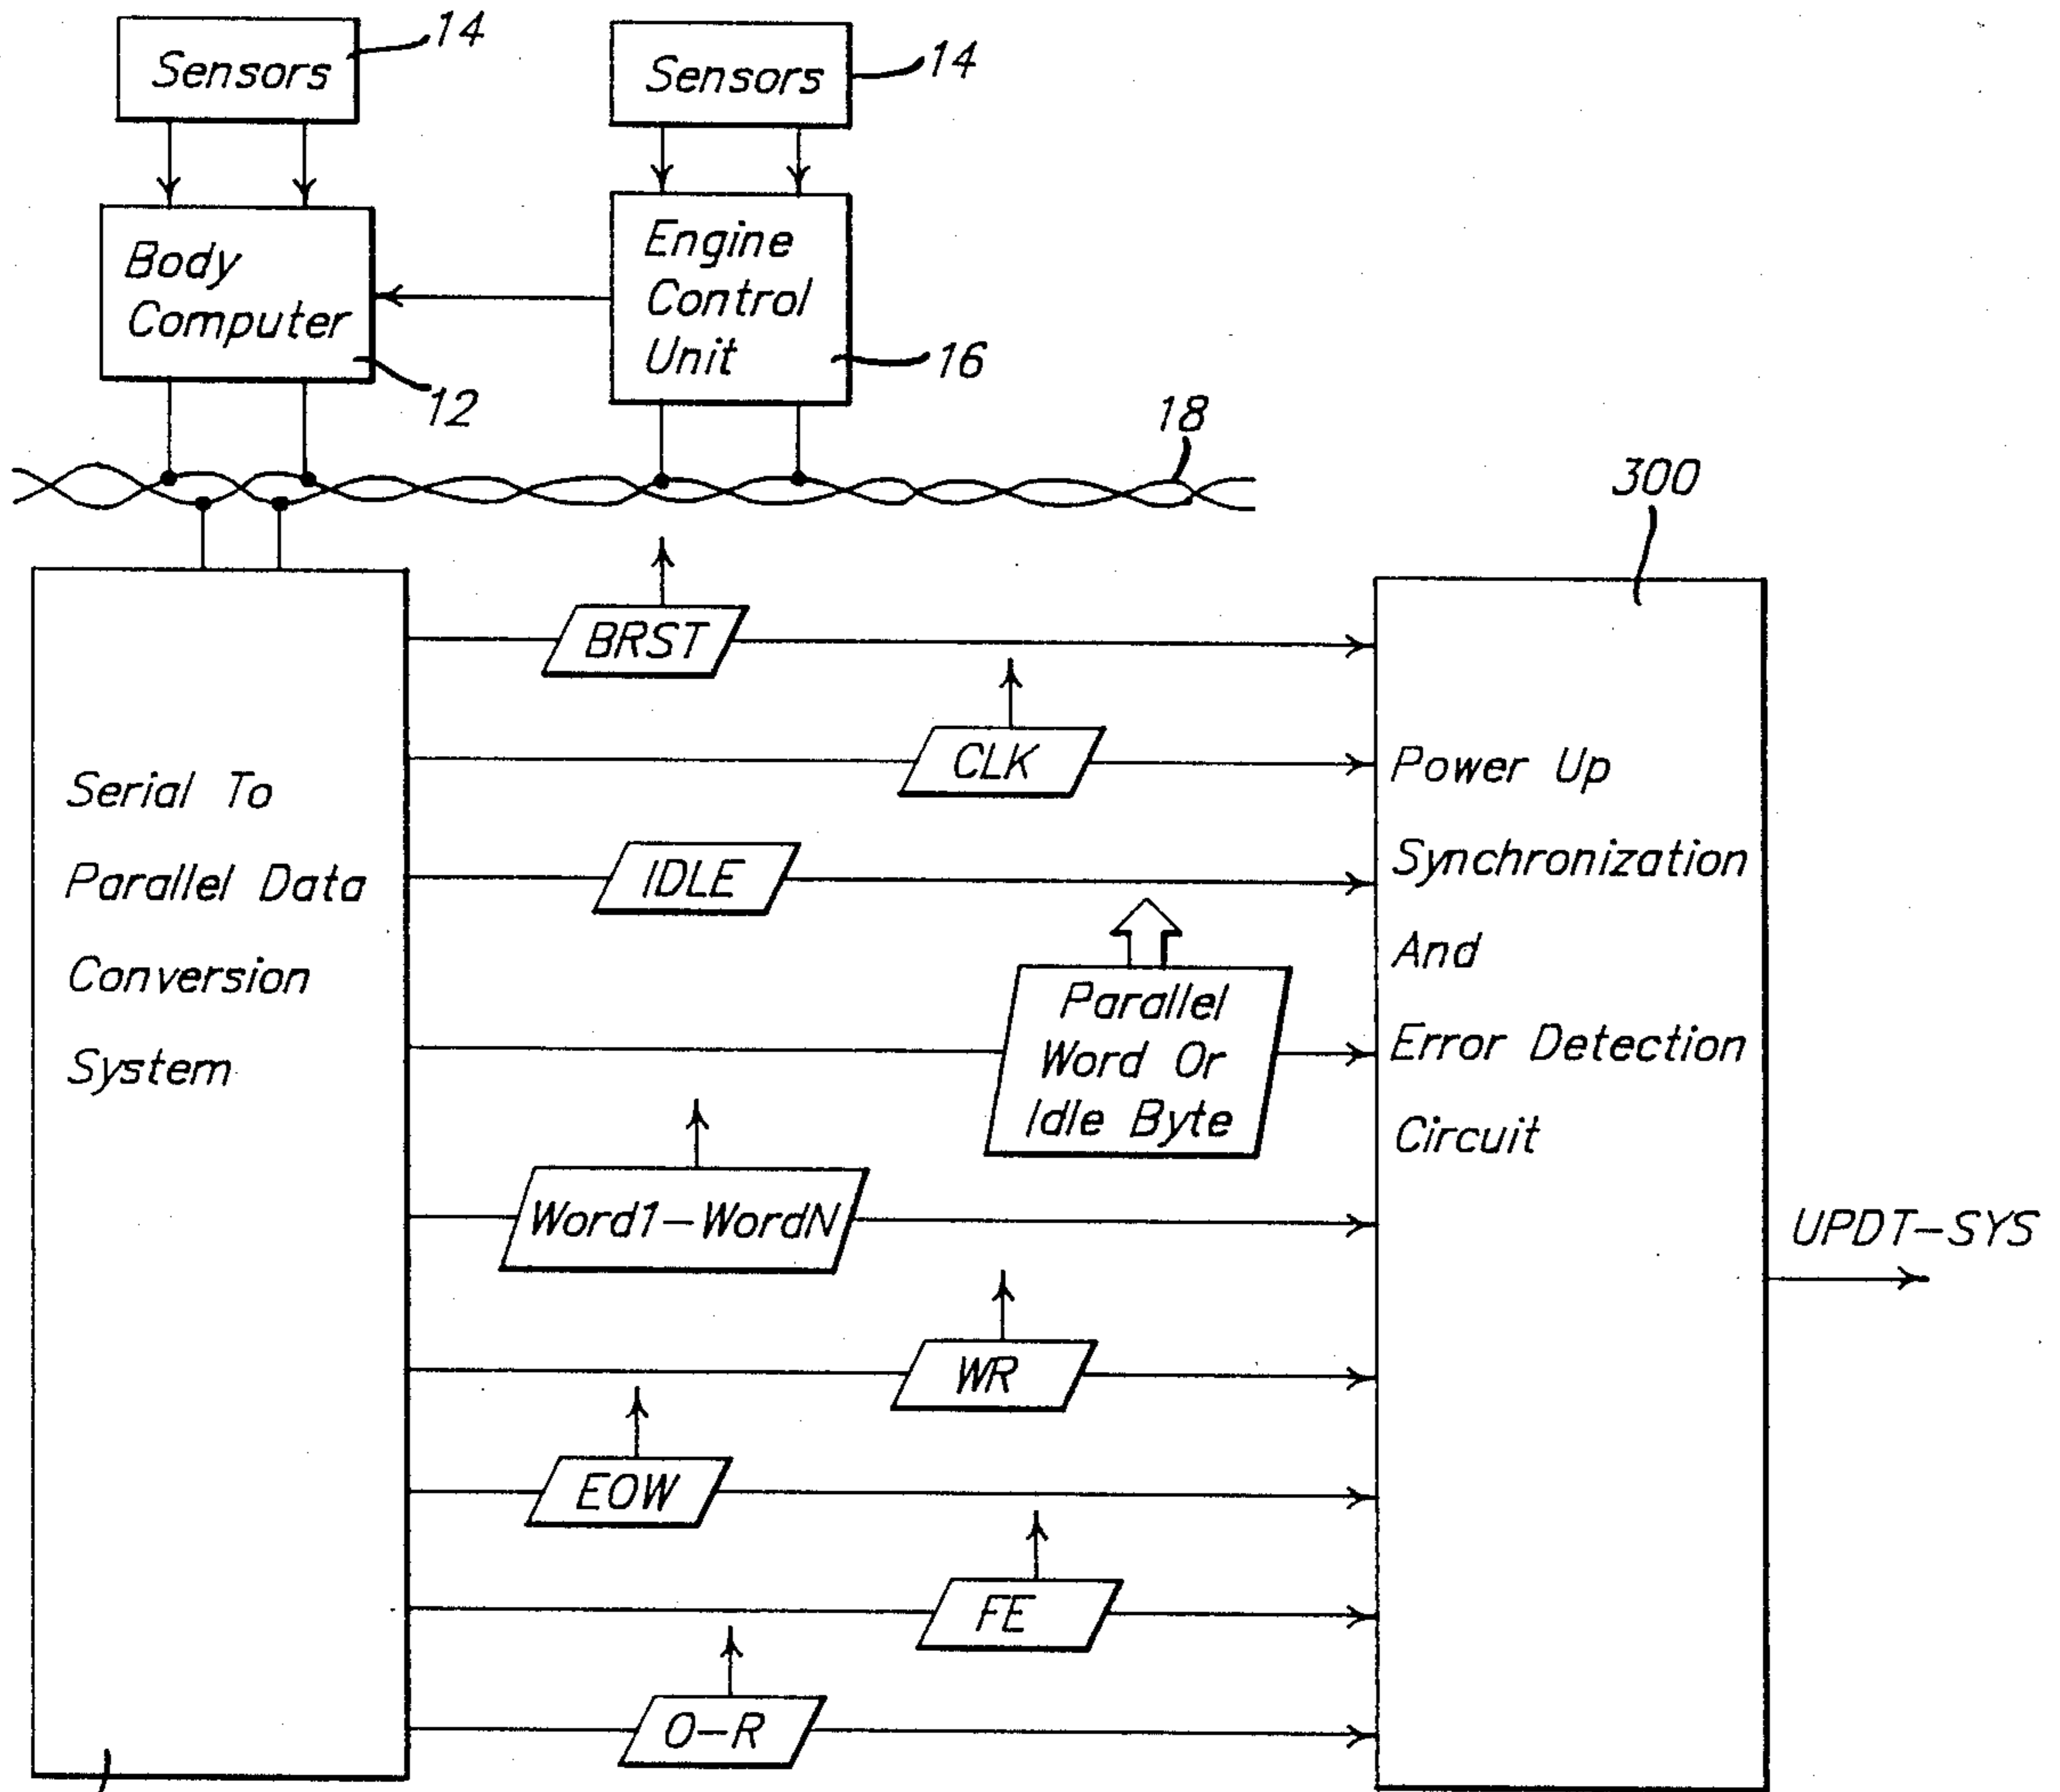 14
Sensors
14
Sensors
Body
Computer
12
Engine
Control
Unit
16
18
300
Serial To
Parallel Data
Conversion
System
BRST
CLK
IDLE
Parallel
Word Or
Idle Byte
Word1-WordN
WR
EOW
FE
O-R
Power Up
Synchronization
And
Error Detection
Circuit
UPDT-SYS